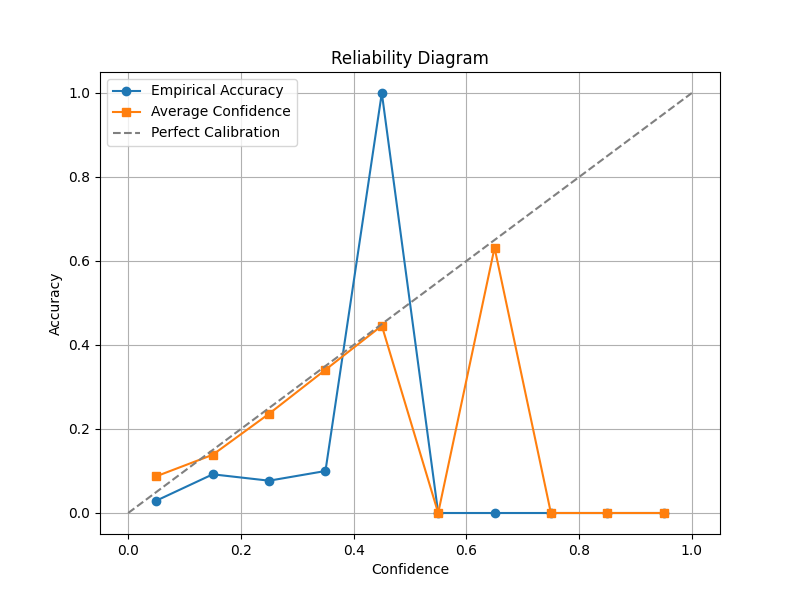 Reliability Diagram
Empirical Accuracy
Average Confidence
Perfect Calibration
1.0
0.8
0.6
0.4
0.2
0.0
Accuracy
0.0 0.2 0.4 0.6 0.8 1.0
Confidence